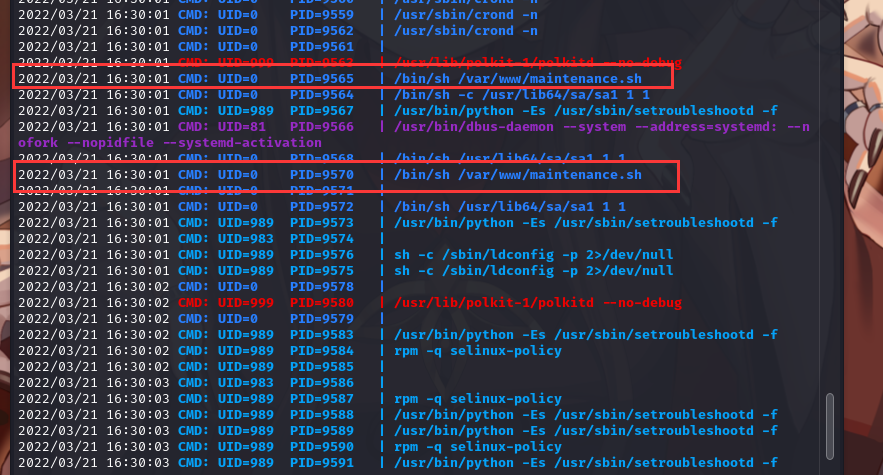 2022/03/21 16:30:01 CMD: UID=0 PID=9560 | /usr/sbin/crond -n
2022/03/21 16:30:01 CMD: UID=0 PID=9559 | /usr/sbin/crond -n
2022/03/21 16:30:01 CMD: UID=0 PID=9562 | /usr/sbin/crond -n
2022/03/21 16:30:01 CMD: UID=0 PID=9561 |
2022/03/21 16:30:01 CMD: UID=999 PID=9563 | /usr/lib/polkit-1/polkitd --no-debug
2022/03/21 16:30:01 CMD: UID=0 PID=9565 | /bin/sh /var/www/maintenance.sh
2022/03/21 16:30:01 CMD: UID=0 PID=9564 | /bin/sh -c /usr/lib64/sa/sa1 1 1
2022/03/21 16:30:01 CMD: UID=989 PID=9567 | /usr/bin/python -Es /usr/sbin/setroubleshootd -f
2022/03/21 16:30:01 CMD: UID=81 PID=9566 | /usr/bin/dbus-daemon --system --address=systemd: --n
ofork --nopidfile --systemd-activation
2022/03/21 16:30:01 CMD: UID=0 PID=9568 | /bin/sh /usr/lib64/sa/sa1 1 1
2022/03/21 16:30:01 CMD: UID=0 PID=9570 | /bin/sh /var/www/maintenance.sh
2022/03/21 16:30:01 CMD: UID=0 PID=9571 |
2022/03/21 16:30:01 CMD: UID=0 PID=9572 | /bin/sh /usr/lib64/sa/sa1 1 1
2022/03/21 16:30:01 CMD: UID=989 PID=9573 | /usr/bin/python -Es /usr/sbin/setroubleshootd -f
2022/03/21 16:30:01 CMD: UID=983 PID=9574 |
2022/03/21 16:30:01 CMD: UID=989 PID=9576 | sh -c /sbin/ldconfig -p 2>/dev/null
2022/03/21 16:30:01 CMD: UID=989 PID=9575 | sh -c /sbin/ldconfig -p 2>/dev/null
2022/03/21 16:30:02 CMD: UID=0 PID=9578 |
2022/03/21 16:30:02 CMD: UID=999 PID=9580 | /usr/lib/polkit-1/polkitd --no-debug
2022/03/21 16:30:02 CMD: UID=0 PID=9579 |
2022/03/21 16:30:02 CMD: UID=989 PID=9583 | /usr/bin/python -Es /usr/sbin/setroubleshootd -f
2022/03/21 16:30:02 CMD: UID=989 PID=9584 | rpm -q selinux-policy
2022/03/21 16:30:02 CMD: UID=989 PID=9585 |
2022/03/21 16:30:03 CMD: UID=983 PID=9586 |
2022/03/21 16:30:03 CMD: UID=989 PID=9587 | rpm -q selinux-policy
2022/03/21 16:30:03 CMD: UID=989 PID=9588 | /usr/bin/python -Es /usr/sbin/setroubleshootd -f
2022/03/21 16:30:03 CMD: UID=989 PID=9589 | /usr/bin/python -Es /usr/sbin/setroubleshootd -f
2022/03/21 16:30:03 CMD: UID=989 PID=9590 | rpm -q selinux-policy
2022/03/21 16:30:03 CMD: UID=989 PID=9591 | /usr/bin/python -Es /usr/sbin/setroubleshootd -f